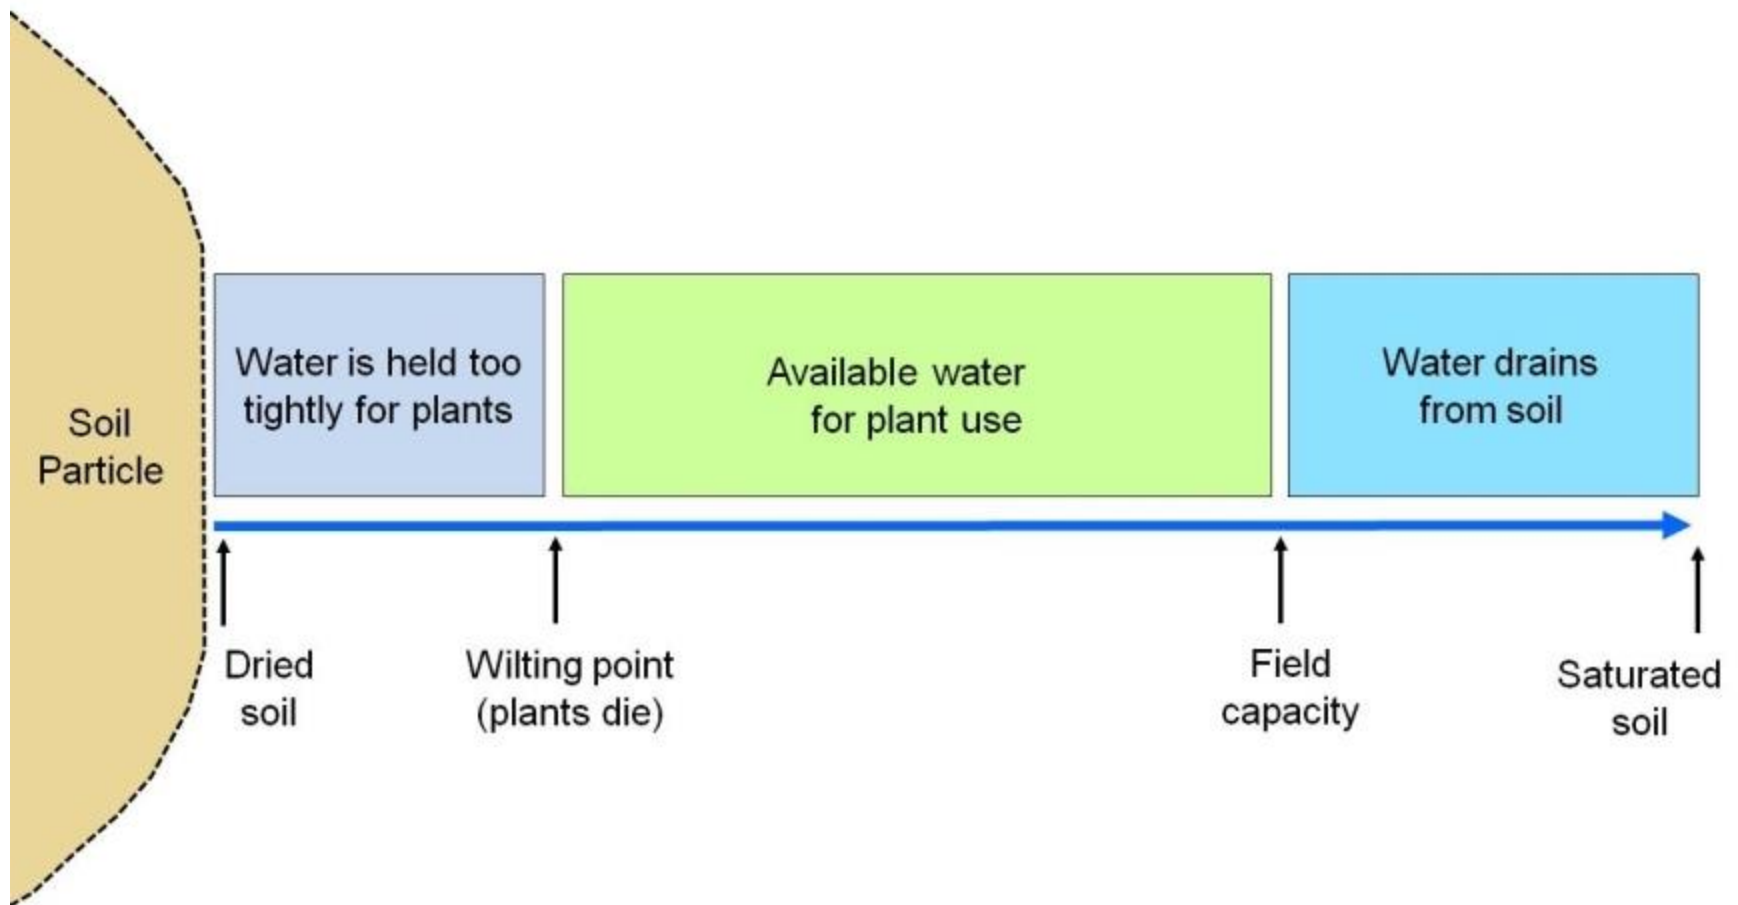 Soil
Particle
Water is held too
tightly for plants
Available water
for plant use
Water drains
from soil
Dried
soil
Wilting point
(plants die)
Field
capacity
Saturated
soil